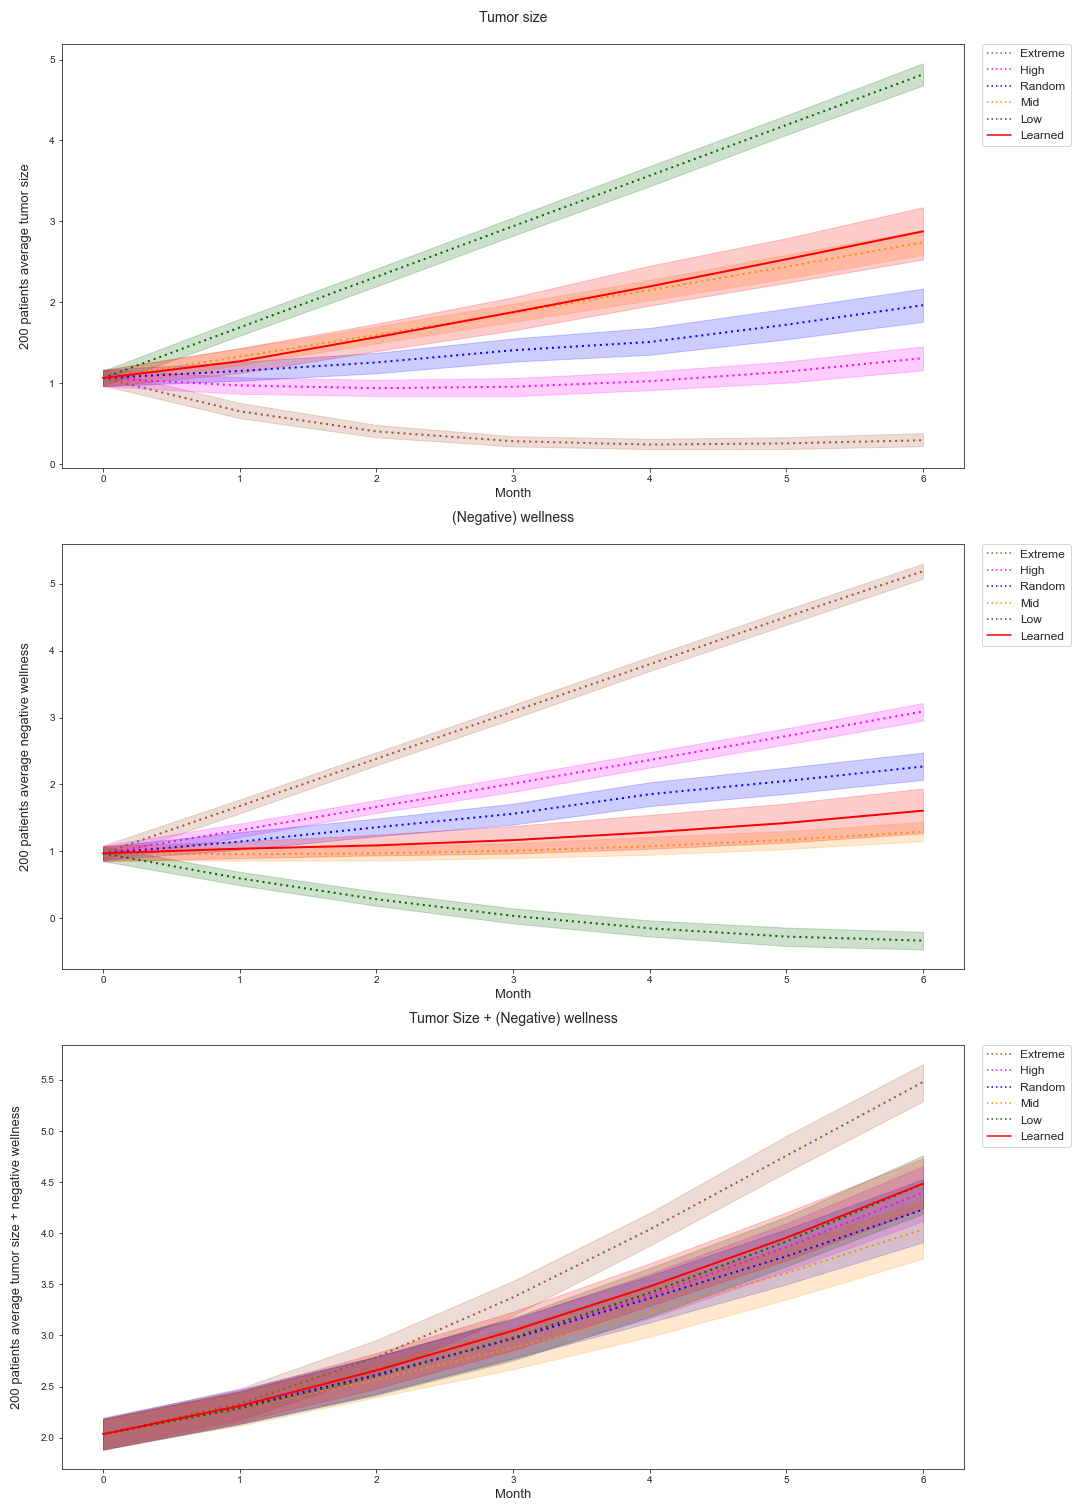 Tumor size
200 patients average tumor size
5
4
3
2
1
0
0 1 2 3 4 5 6
Month
Extreme
High
Random
Mid
Low
Learned
(Negative) wellness
200 patients average negative wellness
5
4
3
2
1
0
0 1 2 3 4 5 6
Month
Extreme
High
Random
Mid
Low
Learned
Tumor Size + (Negative) wellness
200 patients average tumor size + negative wellness
5.5
5.0
4.5
4.0
3.5
3.0
2.5
2.0
0 1 2 3 4 5 6
Month
Extreme
High
Random
Mid
Low
Learned